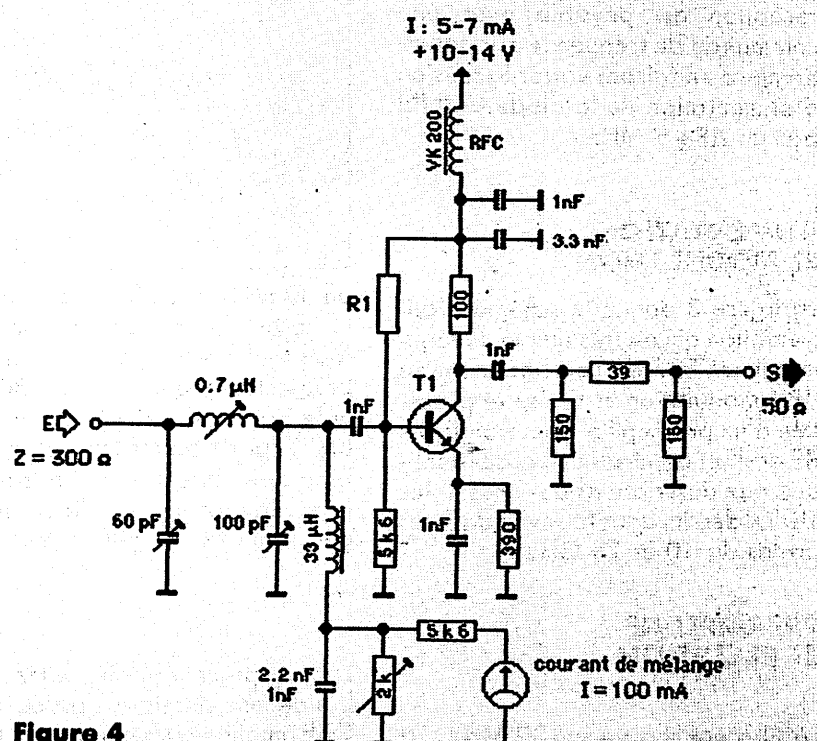 I: 5-7 mA
+10-14 V
VK 200
RFC
1nF
3.3 nF
R1
100
0.7 µH
1nF
T1
1nF
39
S
E
Z = 300 Ω
150
150
50 Ω
60 pF
100 pF
33 µH
5k6
1nF
390
5k6
2.2 nF
1nF
2k
courant de mélange
I = 100 mA
Figure 4